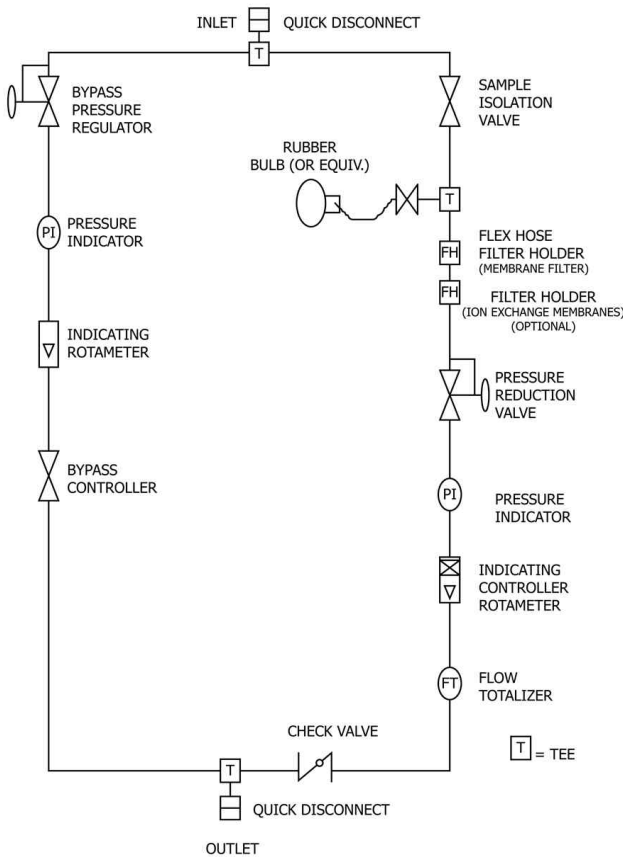 INLET
QUICK DISCONNECT
T
BYPASS
PRESSURE
REGULATOR
SAMPLE
ISOLATION
VALVE
RUBBER
BULB (OR EQUIV.)
T
PI
PRESSURE
INDICATOR
FH
FLEX HOSE
FILTER HOLDER
(MEMBRANE FILTER)
FH
FILTER HOLDER
(ION EXCHANGE MEMBRANES)
(OPTIONAL)
INDICATING
ROTAMETER
PRESSURE
REDUCTION
VALVE
BYPASS
CONTROLLER
PI
PRESSURE
INDICATOR
INDICATING
CONTROLLER
ROTAMETER
FT
FLOW
TOTALIZER
CHECK VALVE
T
T = TEE
QUICK DISCONNECT
OUTLET